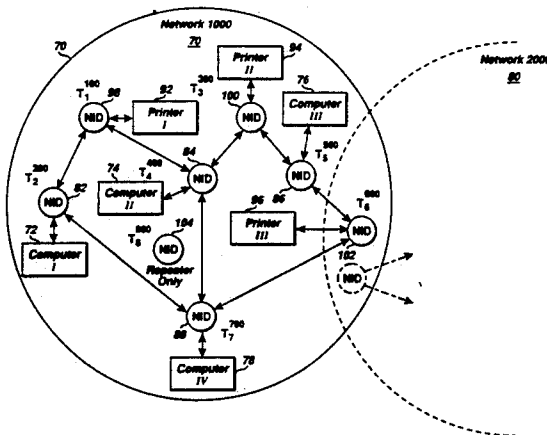 Network 1000
70
70
Printer
II
94
Network 2000
80
T1 100
98
92
Printer
I
T3 300
100
76
Computer
III
NID
NID
T2 200
82
NID
84
NID
T4 400
74
Computer
II
T5 500
86
NID
72
Computer
I
T8 800
104
NID
Repeater
Only
96
Printer
III
T6 600
NID
102
NID
88
NID
T7 700
Computer
IV
78